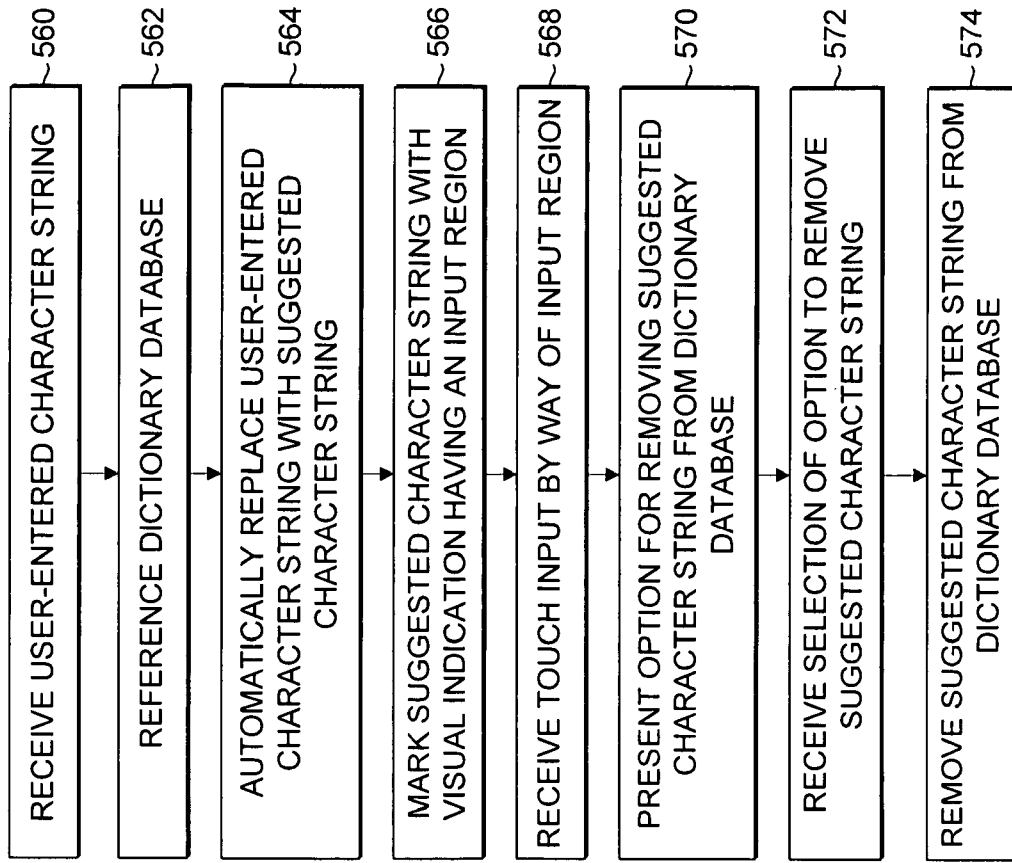 RECEIVE USER-ENTERED CHARACTER STRING
560
REFERENCE DICTIONARY DATABASE
562
AUTOMATICALLY REPLACE USER-ENTERED
CHARACTER STRING WITH SUGGESTED
CHARACTER STRING
564
MARK SUGGESTED CHARACTER STRING WITH
VISUAL INDICATION HAVING AN INPUT REGION
566
RECEIVE TOUCH INPUT BY WAY OF INPUT REGION
568
PRESENT OPTION FOR REMOVING SUGGESTED
CHARACTER STRING FROM DICTIONARY
DATABASE
570
RECEIVE SELECTION OF OPTION TO REMOVE
SUGGESTED CHARACTER STRING
572
REMOVE SUGGESTED CHARACTER STRING FROM
DICTIONARY DATABASE
574